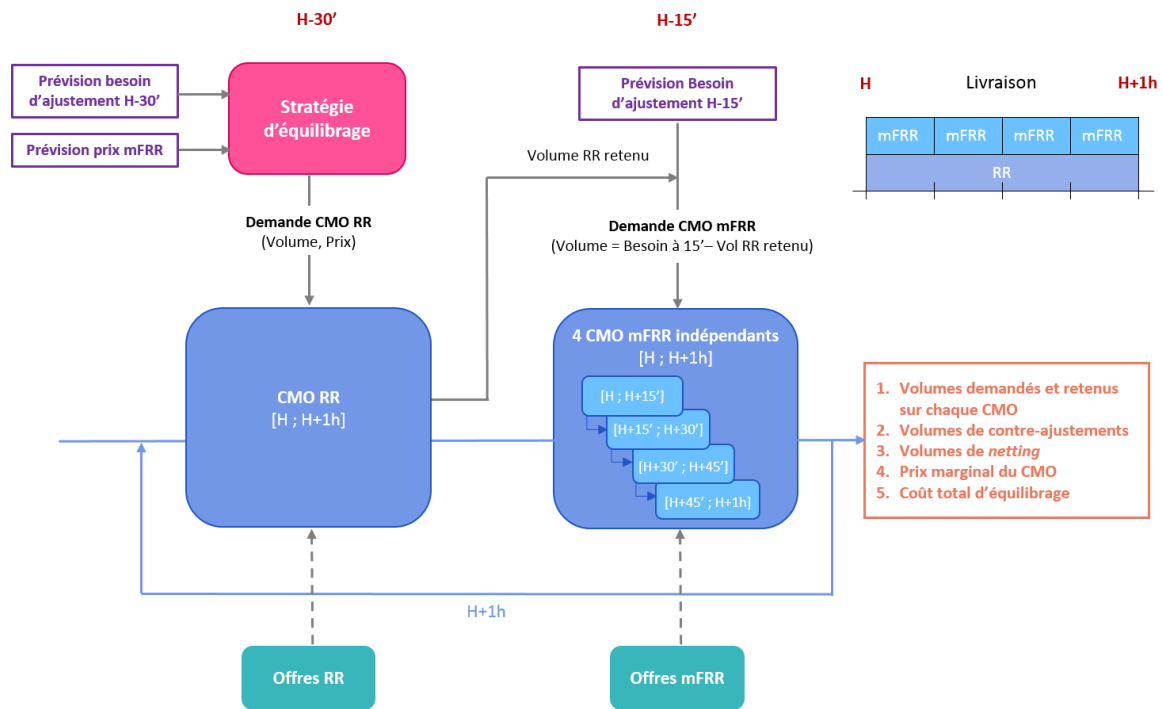 H-30’
H-15’
Prévision besoin
d’ajustement H-30’
Prévision prix mFRR
Stratégie
d’équilibrage
Prévision Besoin
d’ajustement H-15’
H
Livraison
H+1h
mFRR
mFRR
mFRR
mFRR
RR
Volume RR retenu
Demande CMO RR
(Volume, Prix)
Demande CMO mFRR
(Volume = Besoin à 15’– Vol RR retenu)
CMO RR
[H ; H+1h]
4 CMO mFRR indépendants
[H ; H+1h]
[H ; H+15’]
[H+15’ ; H+30’]
[H+30’ ; H+45’]
[H+45’ ; H+1h]
1. Volumes demandés et retenus
sur chaque CMO
2. Volumes de contre-ajustements
3. Volumes de netting
4. Prix marginal du CMO
5. Coût total d’équilibrage
H+1h
Offres RR
Offres mFRR